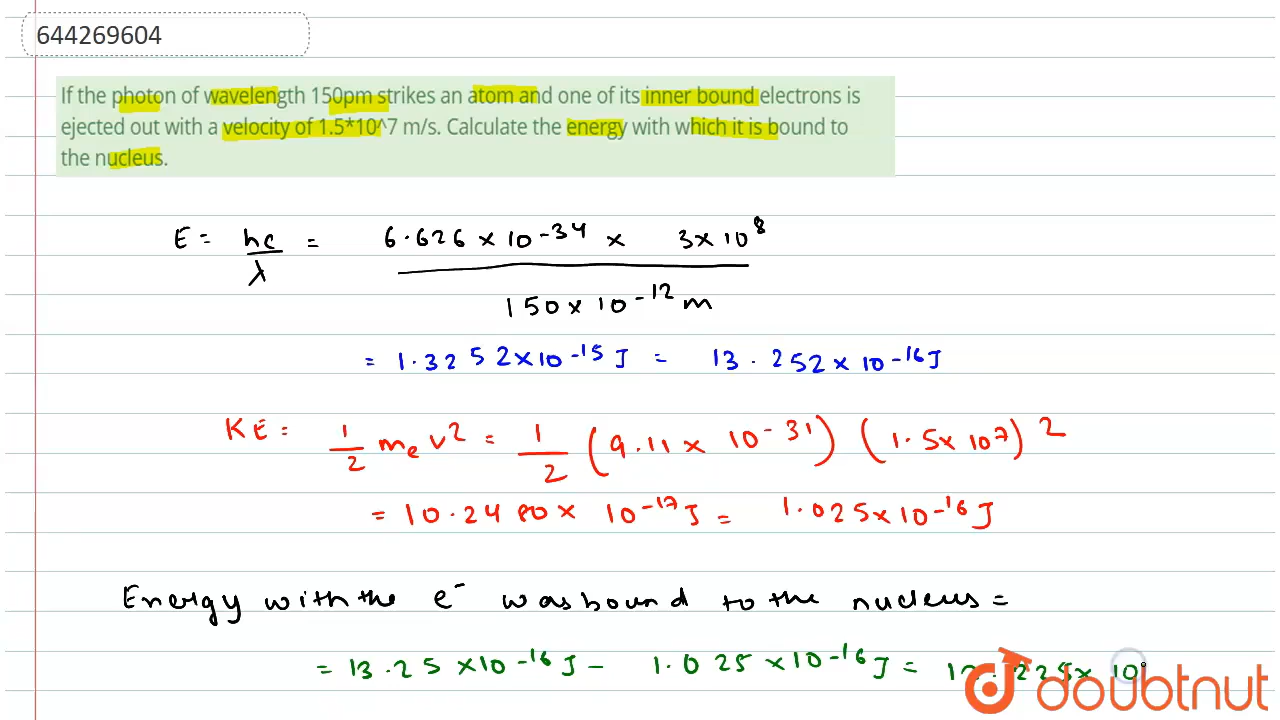 644269604
If the photon of wavelength 150pm strikes an atom and one of its inner bound electrons is
ejected out with a velocity of 1.5*10^7 m/s. Calculate the energy with which it is bound to
the nucleus.
E = hc/λ = 6.626 × 10^-34 × 3×10^8 / 150×10^-12 m
= 1.3252×10^-15 J = 13.252×10^-16 J
KE = 1/2 me v^2 = 1/2 (9.11× 10^-31) (1.5×10^7)^2
= 10.2480× 10^-17 J = 1.025×10^-16 J
Energy with the e^- was bound to the nucleus =
= 13.25 ×10^-16 J - 1.025 ×10^-16 J = .225× 10
doubtnut